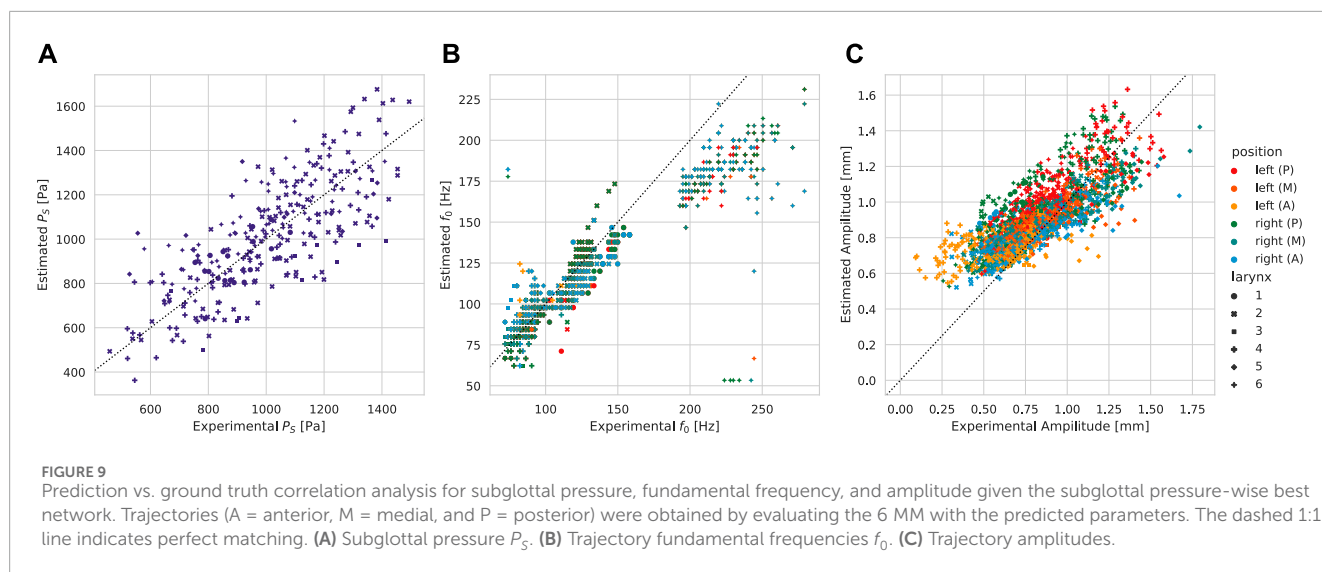 A
B
C
1600
1400
1200
1000
800
600
400
Estimated P_S [Pa]
600 800 1000 1200 1400
Experimental P_S [Pa]
225
200
175
150
125
100
75
50
Estimated f_0 [Hz]
100 150 200 250
Experimental f_0 [Hz]
1.6
1.4
1.2
1.0
0.8
0.6
0.4
0.2
0.0
Estimated Amplitude [mm]
0.00 0.25 0.50 0.75 1.00 1.25 1.50 1.75
Experimental Amplitude [mm]
position
left (P)
left (M)
left (A)
right (P)
right (M)
right (A)
larynx
1
2
3
4
5
6
FIGURE 9
Prediction vs. ground truth correlation analysis for subglottal pressure, fundamental frequency, and amplitude given the subglottal pressure-wise best
network. Trajectories (A = anterior, M = medial, and P = posterior) were obtained by evaluating the 6 MM with the predicted parameters. The dashed 1:1
line indicates perfect matching. (A) Subglottal pressure P_S. (B) Trajectory fundamental frequencies f_0. (C) Trajectory amplitudes.